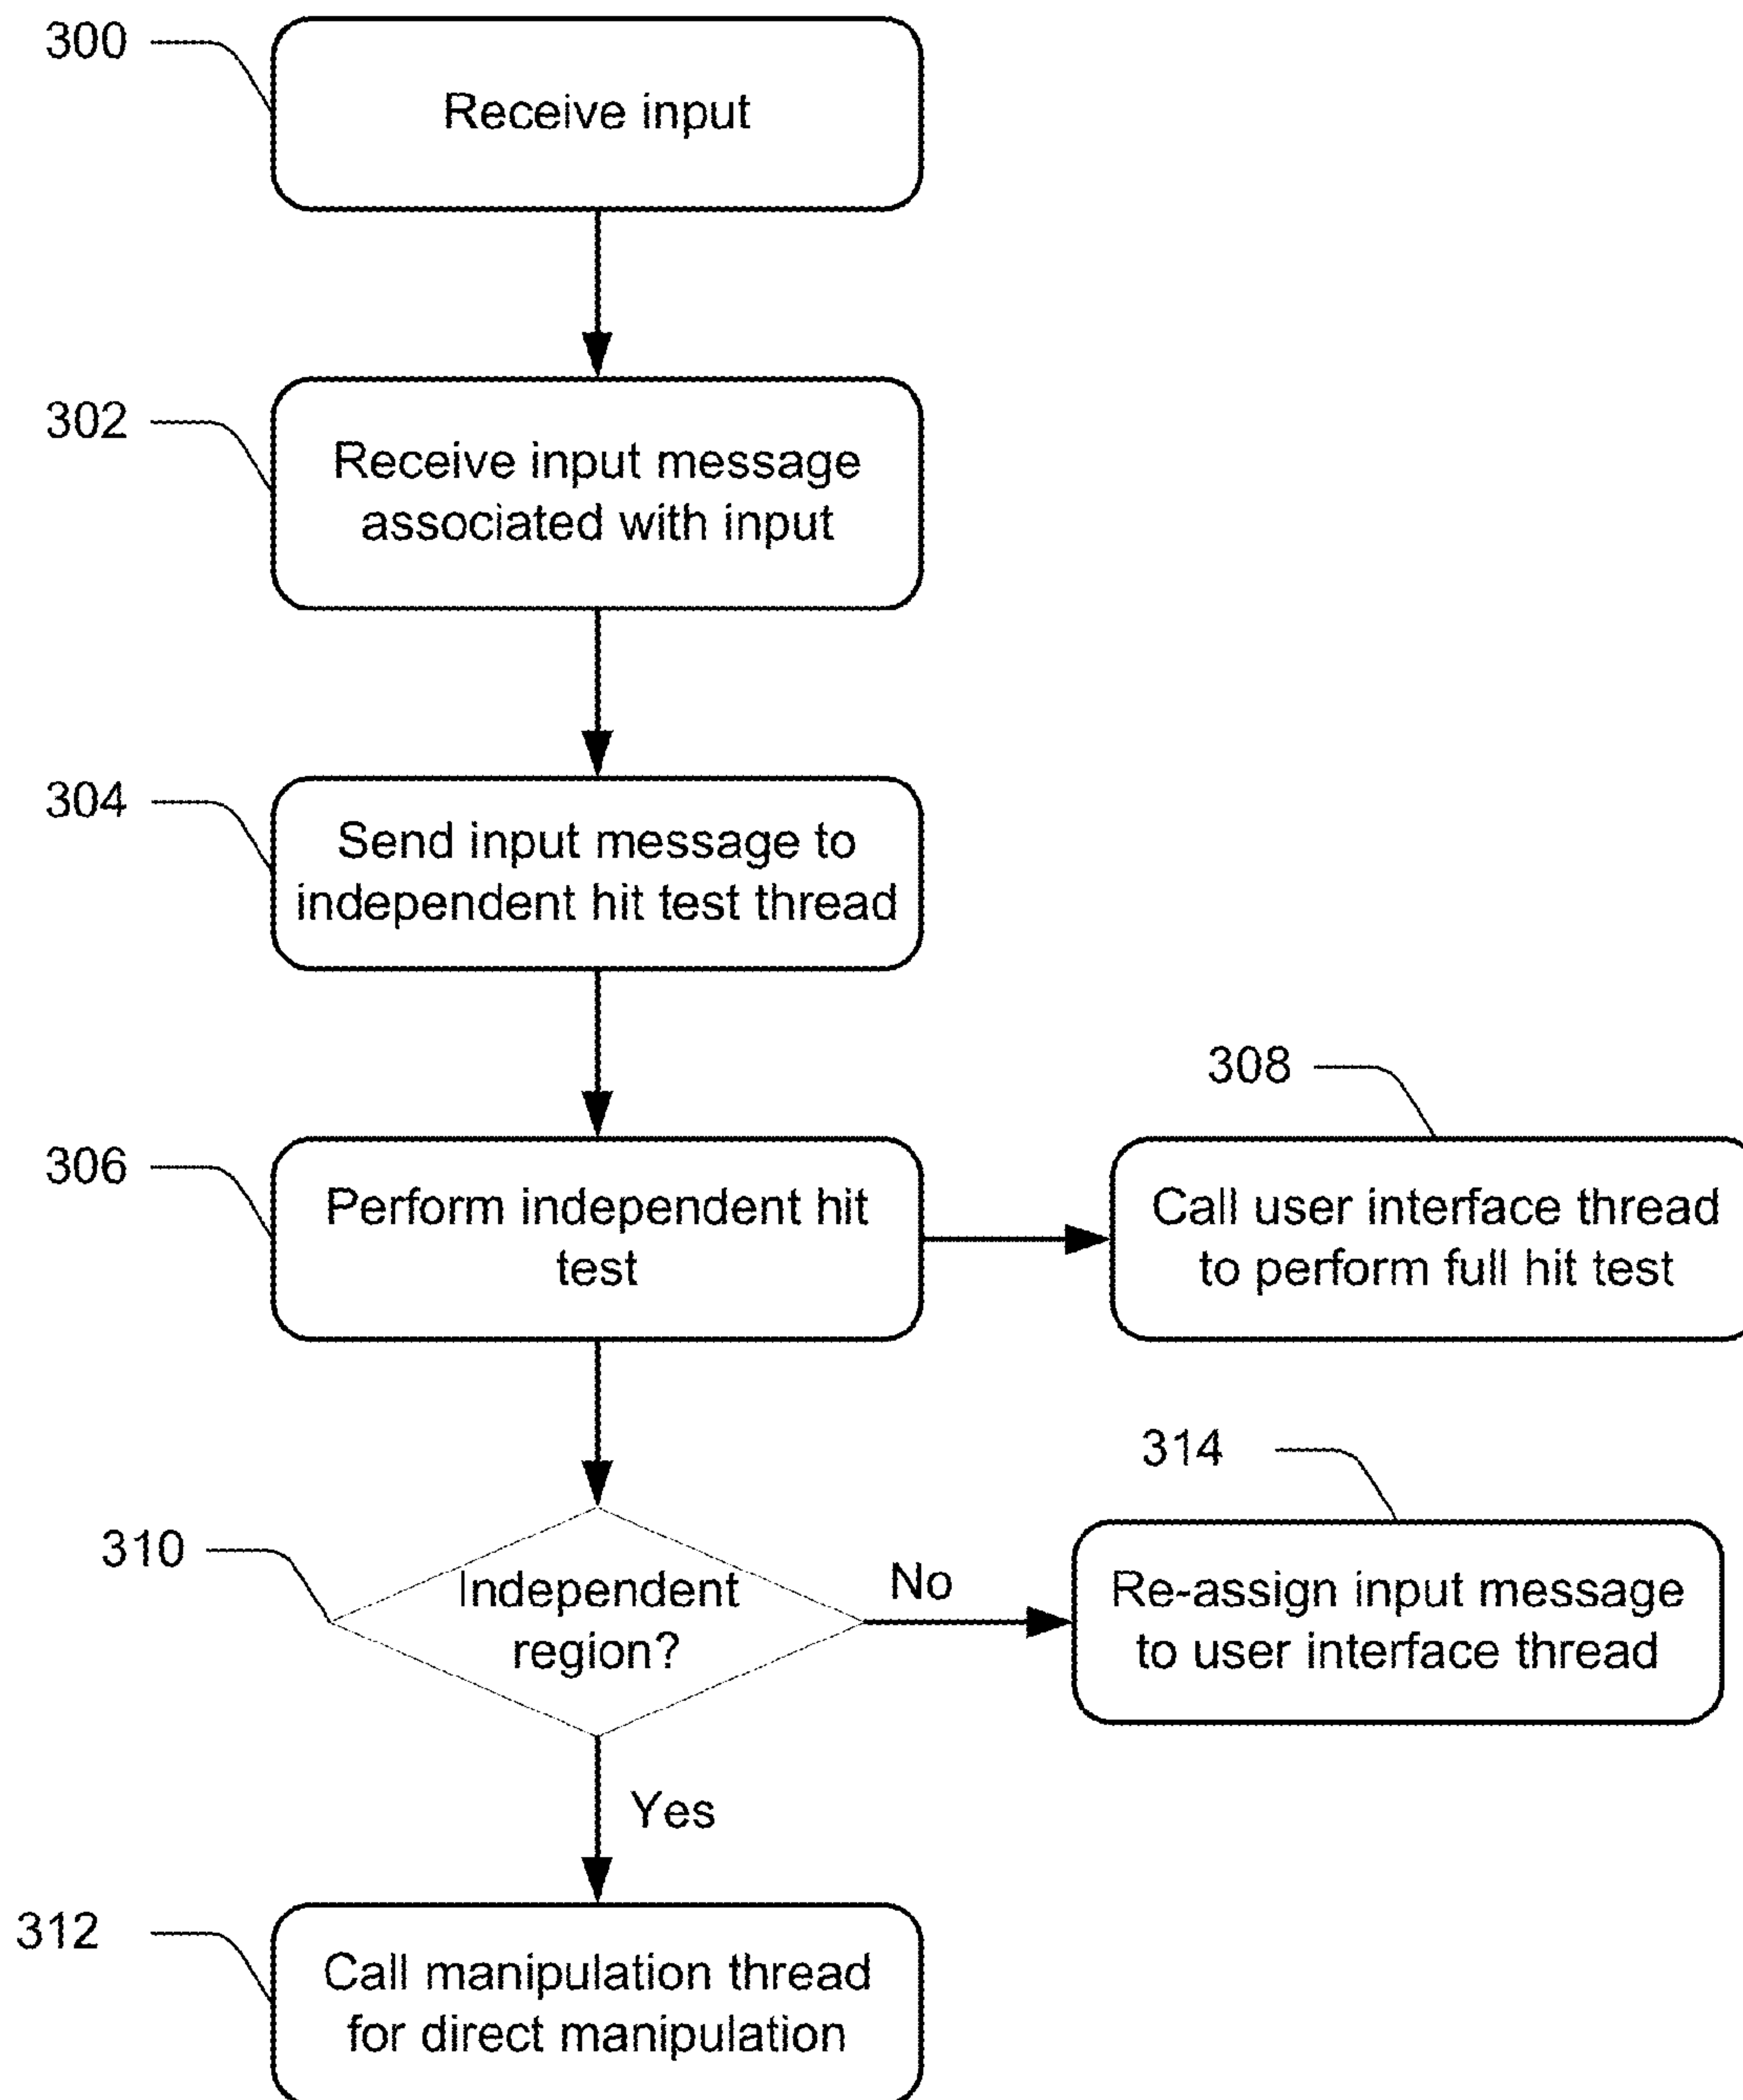 300
Receive input
302
Receive input message
associated with input
304
Send input message to
independent hit test thread
306
Perform independent hit
test
308
Call user interface thread
to perform full hit test
310
Independent
region?
No
314
Re-assign input message
to user interface thread
Yes
312
Call manipulation thread
for direct manipulation